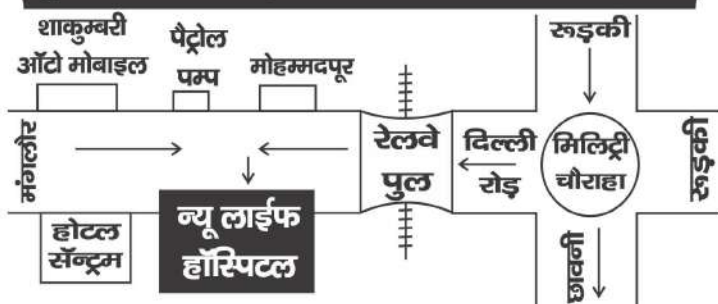 शाकुम्बरी
ऑटो मोबाइल
पैट्रोल
पम्प
मोहम्मदपूर
रूड़की
मंगलौर
रेलवे
पुल
दिल्ली
रोड़
मिलिट्री
चौराहा
रूड़की
होटल
सॅन्ट्रम
न्यू लाईफ
हॉस्पिटल
छावनी